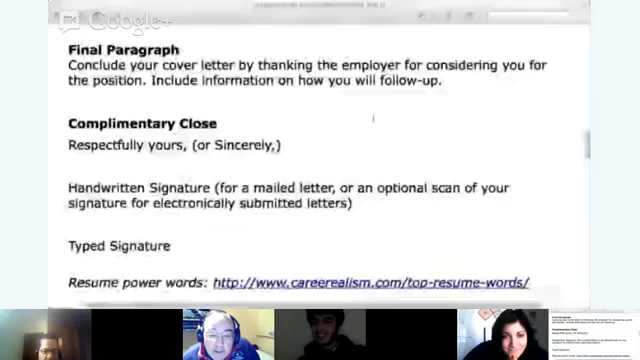 Google+
Final Paragraph
Conclude your cover letter by thanking the employer for considering you for
the position. Include information on how you will follow-up.
Complimentary Close
Respectfully yours, (or Sincerely,)
Handwritten Signature (for a mailed letter, or an optional scan of your
signature for electronically submitted letters)
Typed Signature
Resume power words: http://www.careerealism.com/top-resume-words/